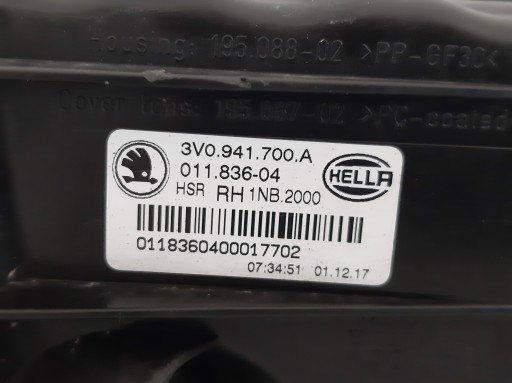 Housing: 195.088-02 >PP-GF30<
Cover lens: 195.087-02 >PC-coated
3V0.941.700.A
011.836-04
HELLA
HSR RH 1NB.2000
0118360400017702
07:34:51 01.12.17